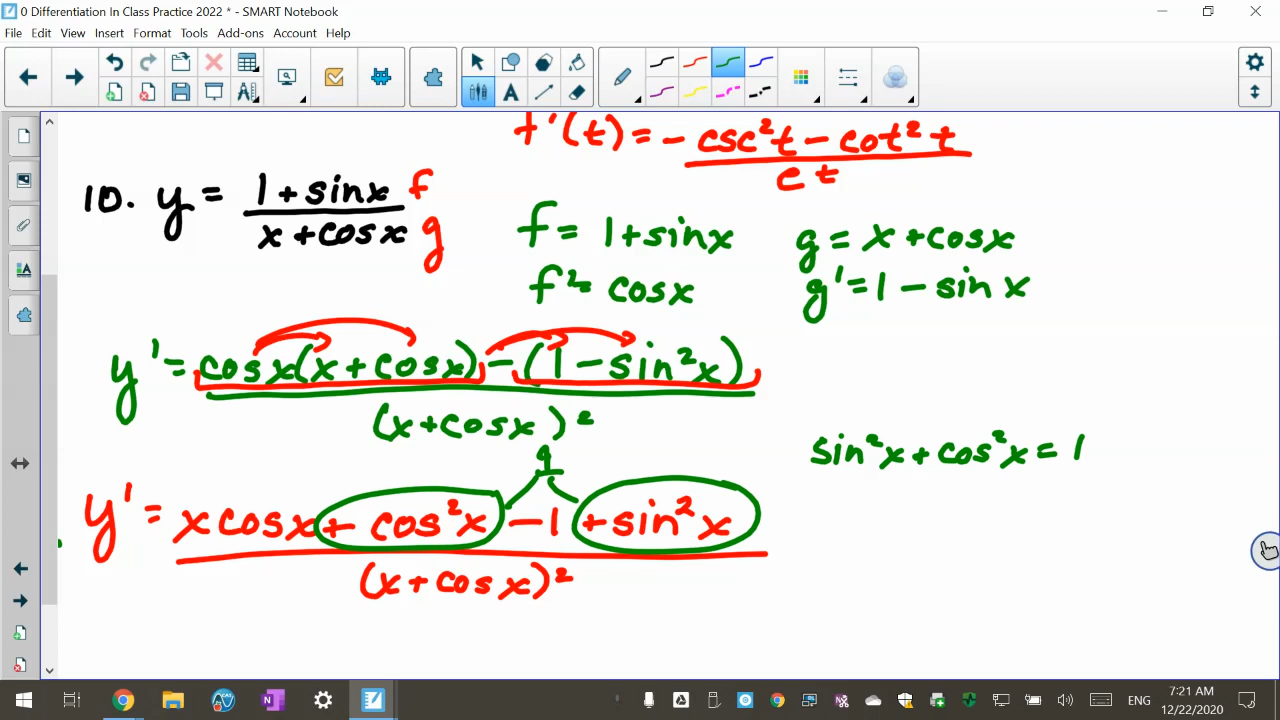 0 Differentiation In Class Practice 2022 * - SMART Notebook
File Edit View Insert Format Tools Add-ons Account Help
f'(t) = - csc²t - cot²t
et
10. y = 1+sinx f
x+cosx g
f = 1+sinx g = x+cosx
f' = cosx g' = 1 - sin x
y' = cosx(x+cosx) - (1 - sin²x)
(x+cosx)²
sin²x + cos²x = 1
y' = xcosx + cos²x - 1 + sin²x
(x+cosx)²
ENG
7:21 AM
12/22/2020